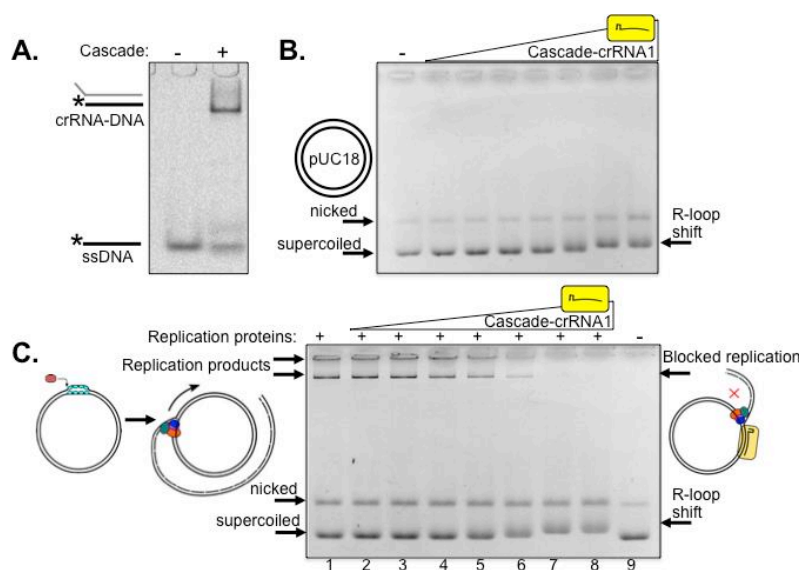 A.
Cascade: - +
*
crRNA-DNA
*
ssDNA
B.
-
Cascade-crRNA1
pUC18
nicked
supercoiled
R-loop
shift
C.
Cascade-crRNA1
Replication proteins: + + + + + + + + -
Replication products
Blocked replication
nicked
supercoiled
R-loop
shift
1 2 3 4 5 6 7 8 9